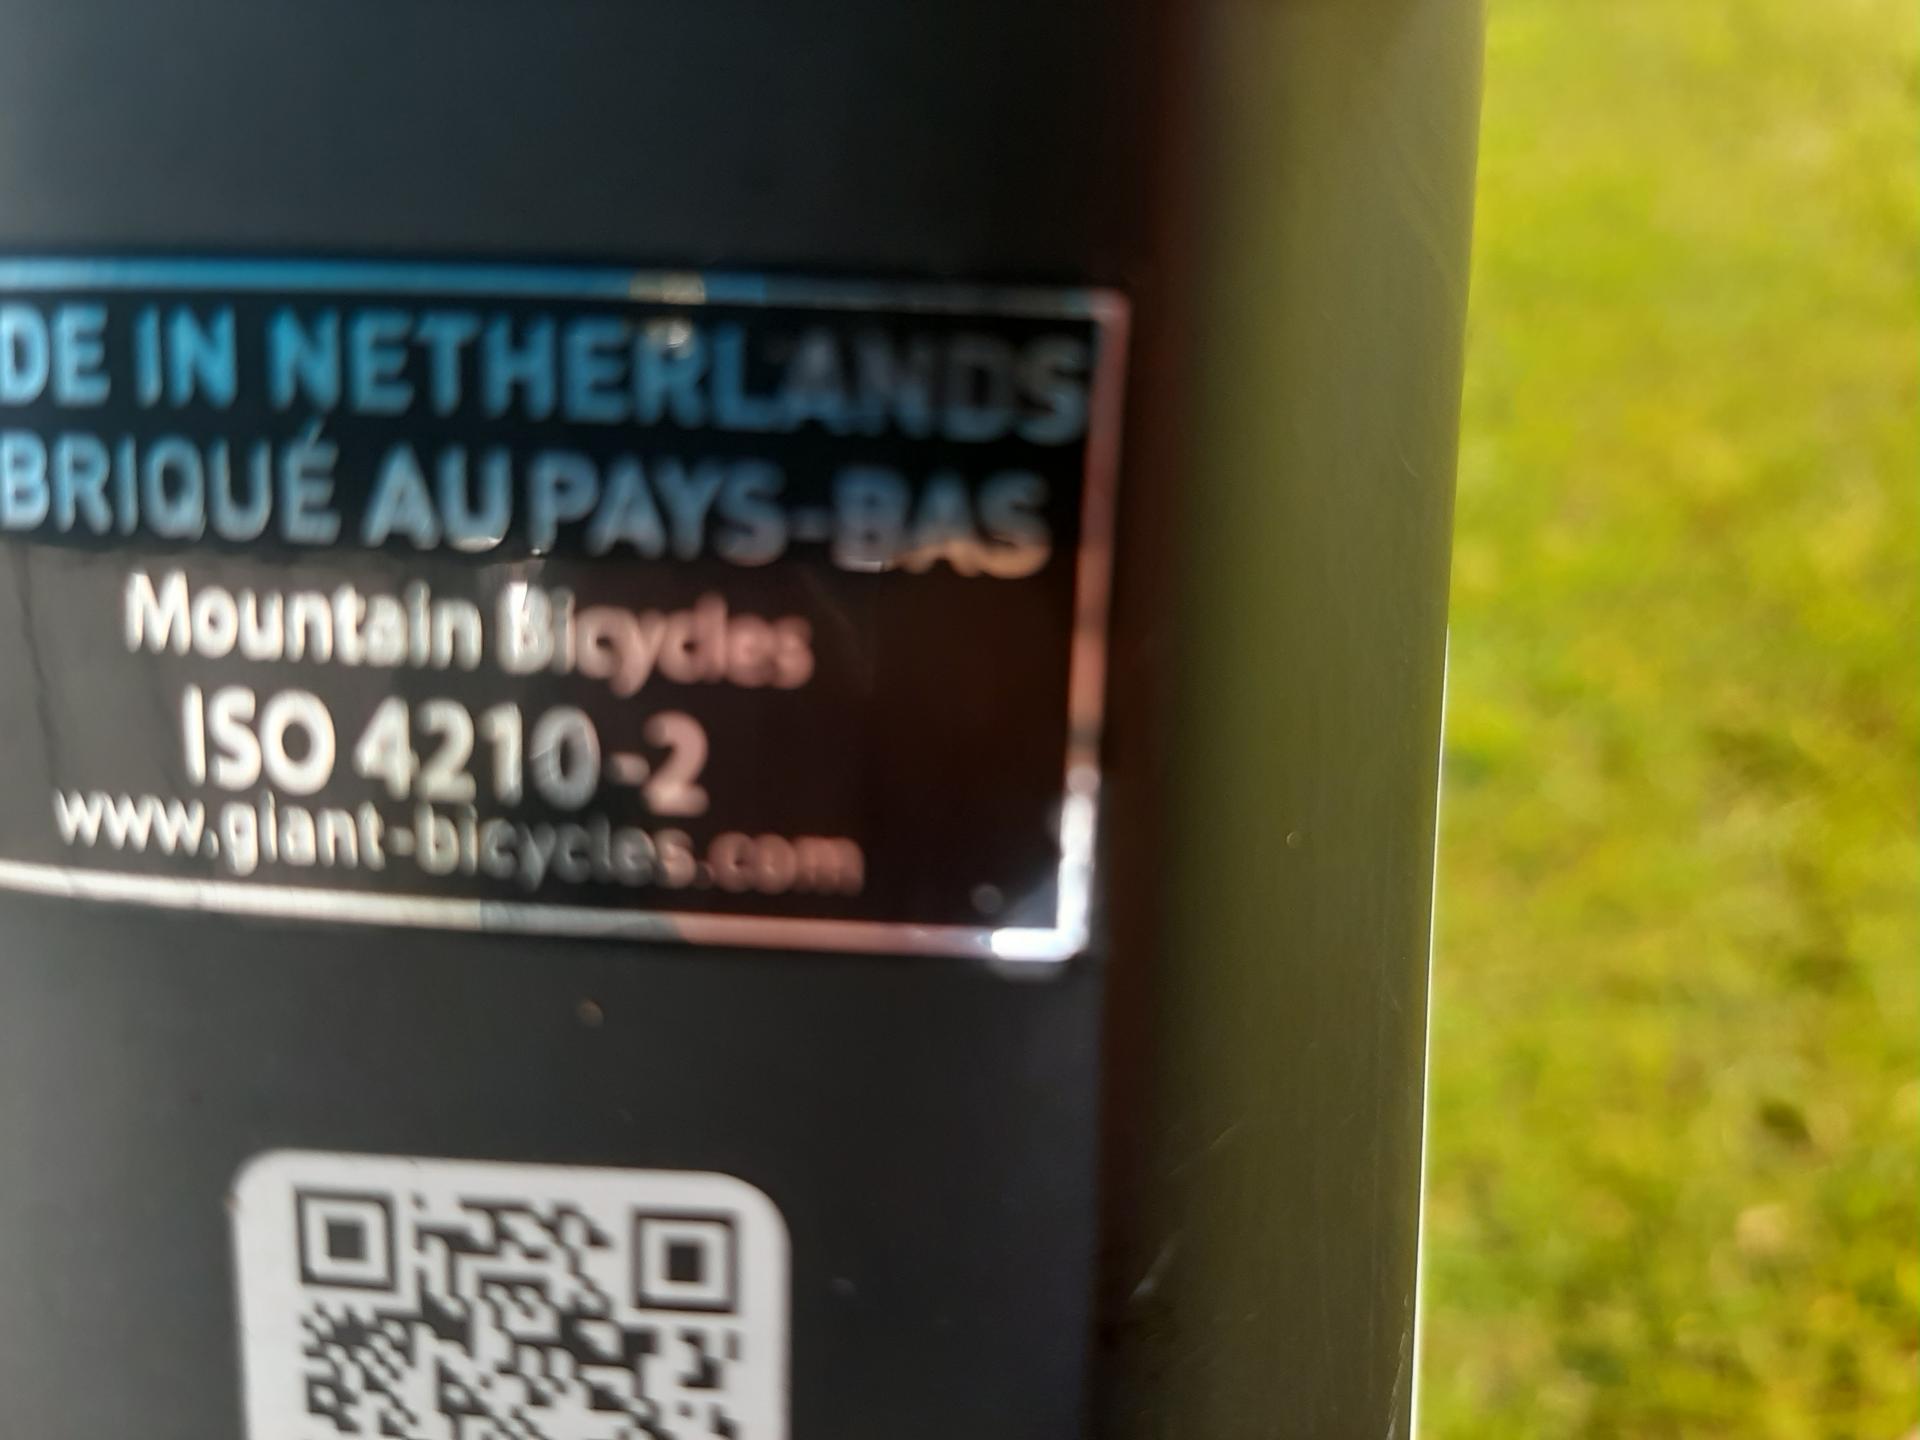 DE IN NETHERLANDS
BRIQUÉ AU PAYS-BAS
Mountain Bicycles
ISO 4210-2
www.giant-bicycles.com